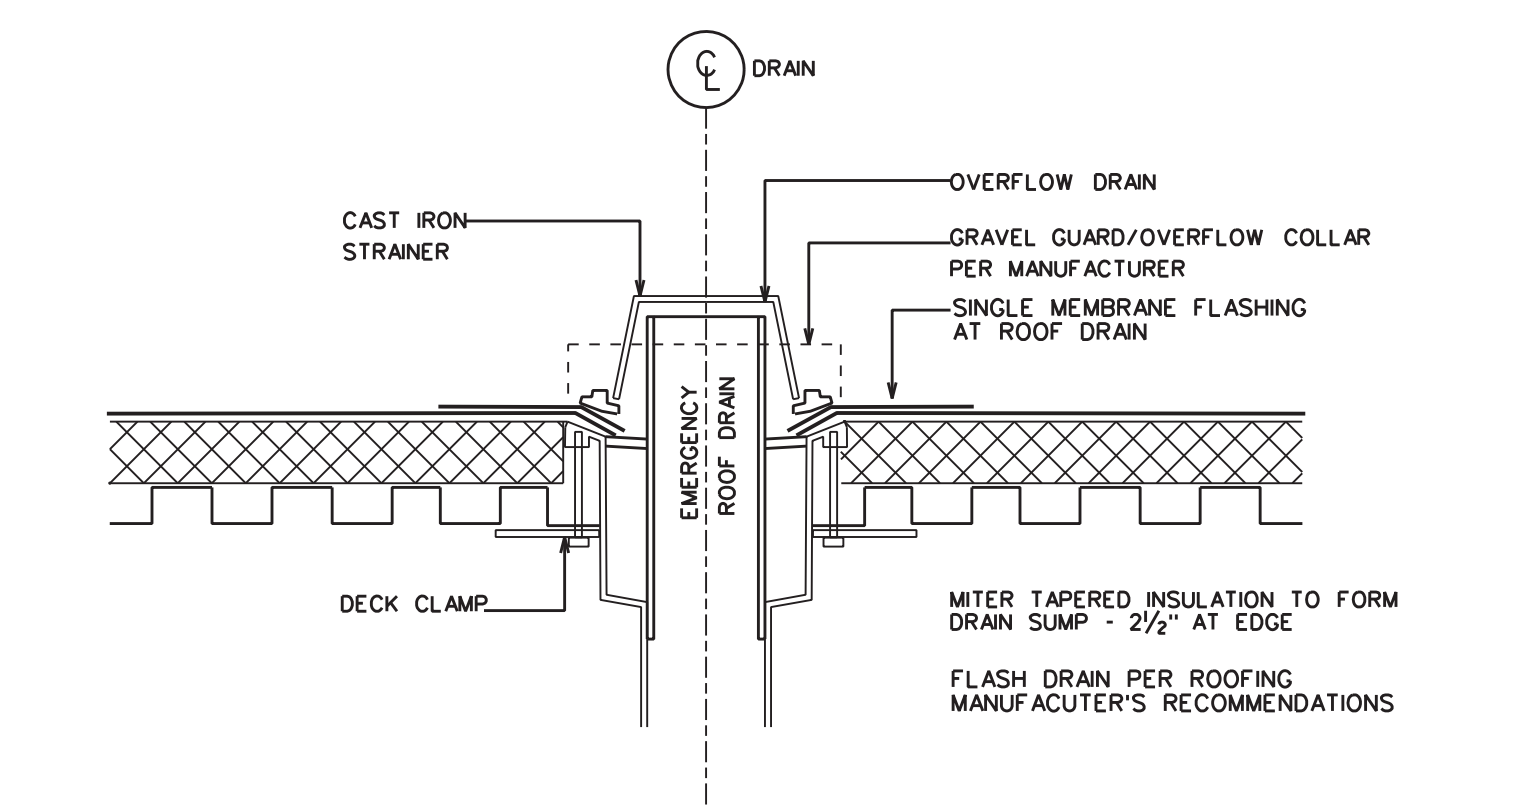 ℄ DRAIN
OVERFLOW DRAIN
CAST IRON
STRAINER
GRAVEL GUARD/OVERFLOW COLLAR
PER MANUFACTURER
SINGLE MEMBRANE FLASHING
AT ROOF DRAIN
EMERGENCY
ROOF DRAIN
DECK CLAMP
MITER TAPERED INSULATION TO FORM
DRAIN SUMP - 2 1/2" AT EDGE
FLASH DRAIN PER ROOFING
MANUFACUTER'S RECOMMENDATIONS